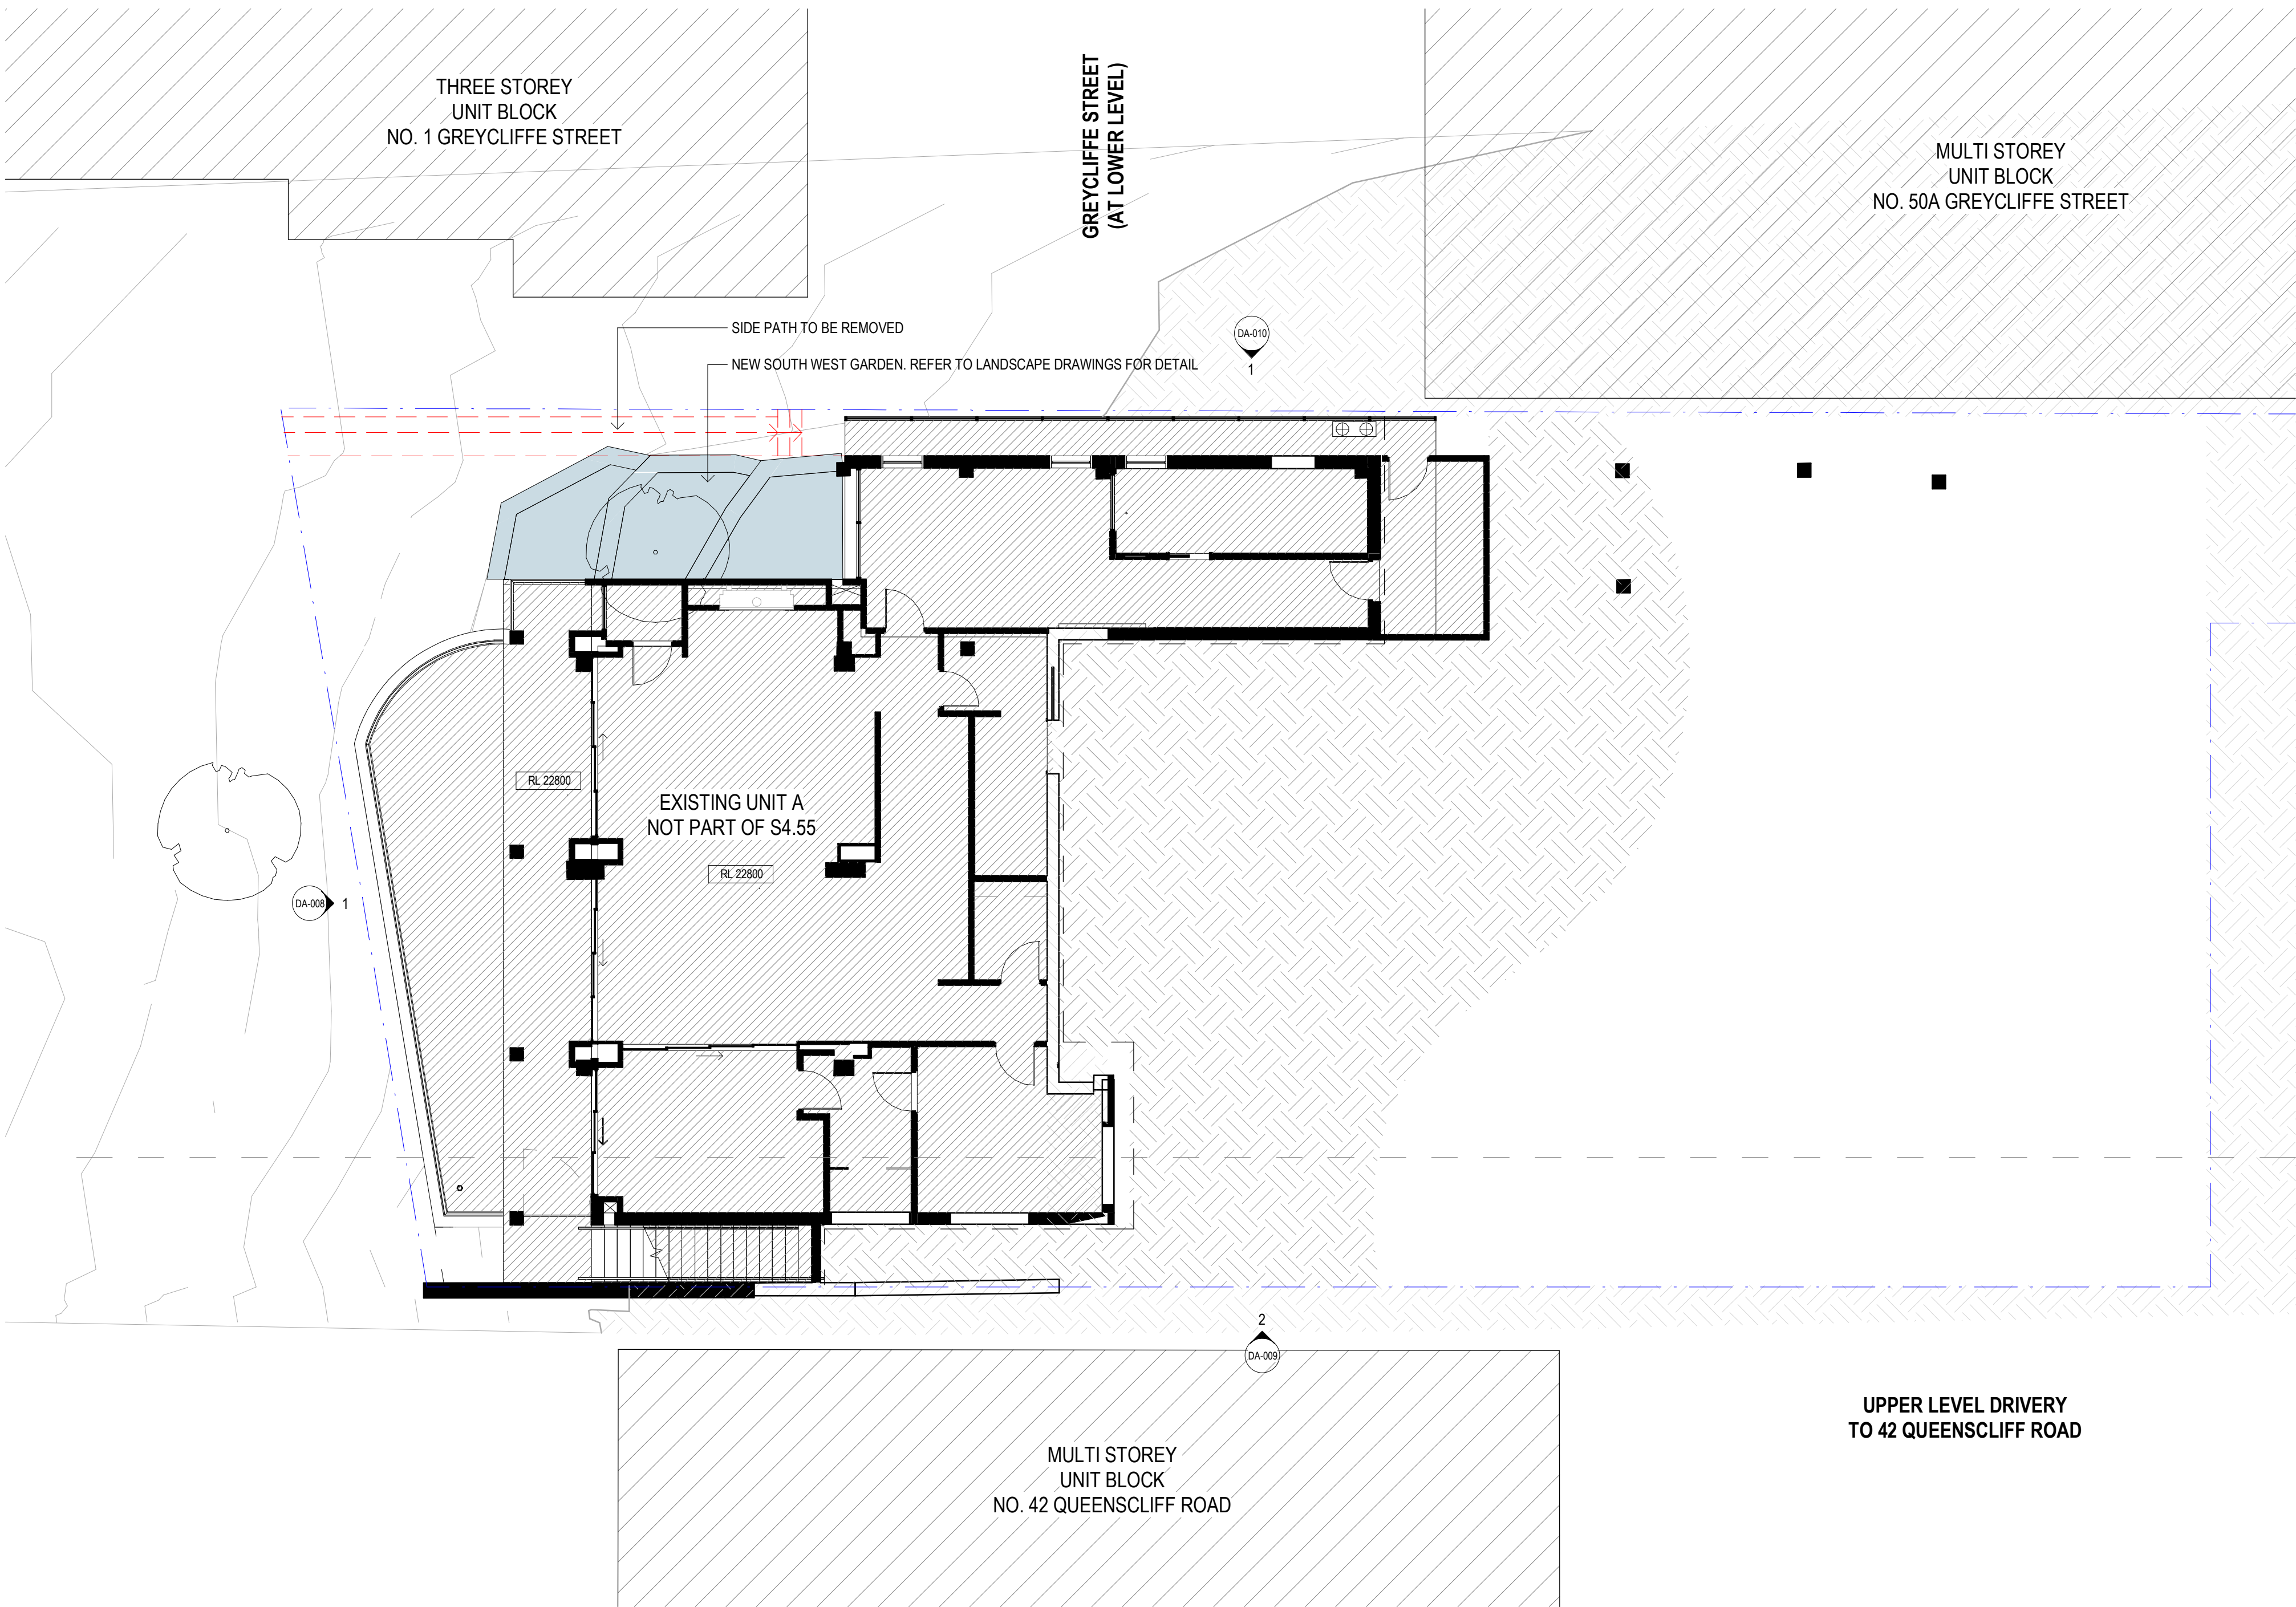 THREE STOREY
UNIT BLOCK
NO. 1 GREYCLIFFE STREET
GREYCLIFFE STREET
(AT LOWER LEVEL)
MULTI STOREY
UNIT BLOCK
NO. 50A GREYCLIFFE STREET
SIDE PATH TO BE REMOVED
NEW SOUTH WEST GARDEN. REFER TO LANDSCAPE DRAWINGS FOR DETAIL
DA-010
1
RL 22800
EXISTING UNIT A
NOT PART OF S4.55
RL 22800
DA-008
1
2
DA-009
UPPER LEVEL DRIVERY
TO 42 QUEENSCLIFF ROAD
MULTI STOREY
UNIT BLOCK
NO. 42 QUEENSCLIFF ROAD